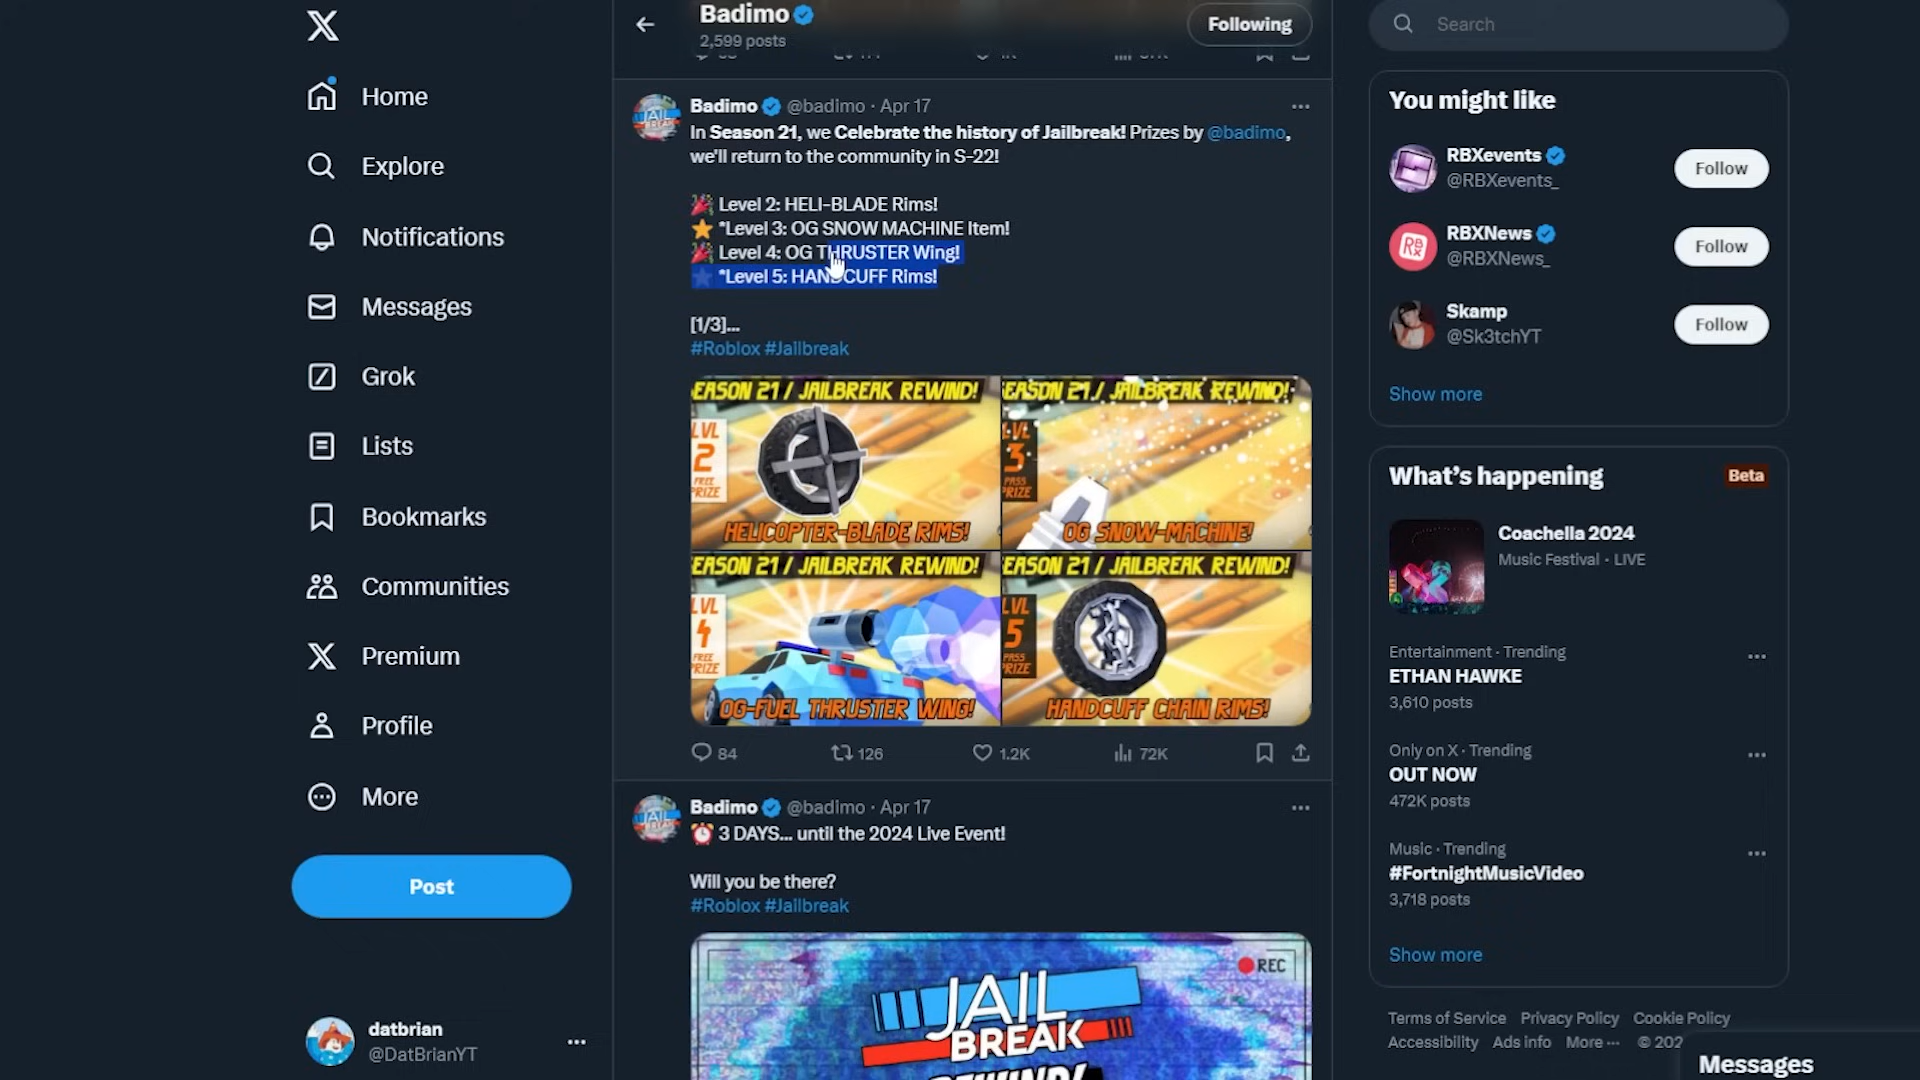 Home
Explore
Notifications
Messages
Grok
Lists
Bookmarks
Communities
Premium
Profile
More
Post
datbrian
@DatBrianYT
Badimo
2,599 posts
Following
Badimo @badimo · Apr 17
In Season 21, we Celebrate the history of Jailbreak! Prizes by @badimo,
we'll return to the community in S-22!
Level 2: HELI-BLADE Rims!
*Level 3: OG SNOW MACHINE Item!
Level 4: OG THRUSTER Wing!
*Level 5: HANDCUFF Rims!
[1/3]...
#Roblox #Jailbreak
EASON 21 / JAILBREAK REWIND!
LVL
2
FREE
PRIZE
HELICOPTER-BLADE RIMS!
EASON 21 / JAILBREAK REWIND!
LVL
3
PASS
PRIZE
OG SNOW-MACHINE!
EASON 21 / JAILBREAK REWIND!
LVL
4
FREE
PRIZE
OG-FUEL THRUSTER WING!
EASON 21 / JAILBREAK REWIND!
LVL
5
PASS
PRIZE
HANDCUFF CHAIN RIMS!
84
126
1.2K
72K
Badimo @badimo · Apr 17
3 DAYS... until the 2024 Live Event!
Will you be there?
#Roblox #Jailbreak
REC
JAIL
BREAK
REWIND!
Search
You might like
RBXevents
@RBXevents_
Follow
RBXNews
@RBXNews_
Follow
Skamp
@Sk3tchYT
Follow
Show more
What's happening
Beta
Coachella 2024
Music Festival · LIVE
Entertainment · Trending
ETHAN HAWKE
3,610 posts
Only on X · Trending
OUT NOW
472K posts
Music · Trending
#FortnightMusicVideo
3,718 posts
Show more
Terms of Service Privacy Policy Cookie Policy
Accessibility Ads info More ··· © 202
Messages